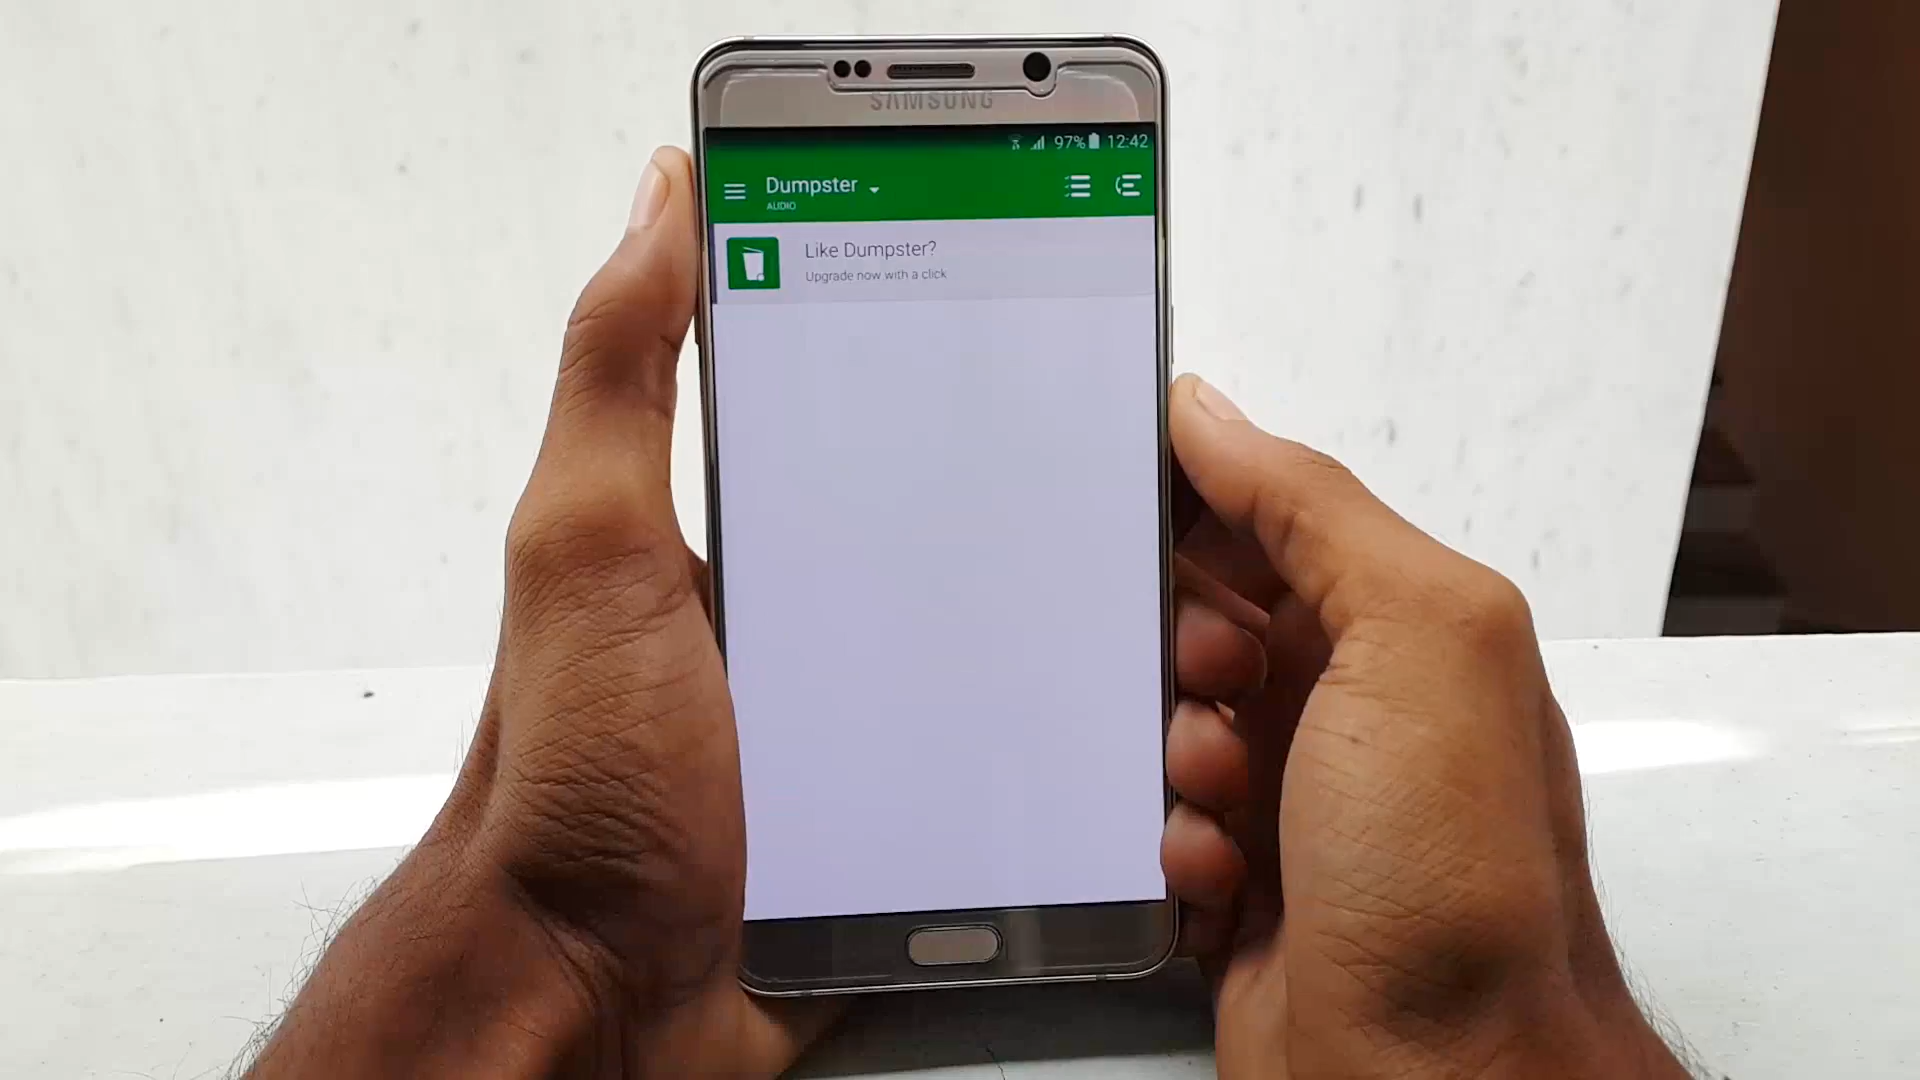 SAMSUNG
97% 12:42
Dumpster
AUDIO
Like Dumpster?
Upgrade now with a click